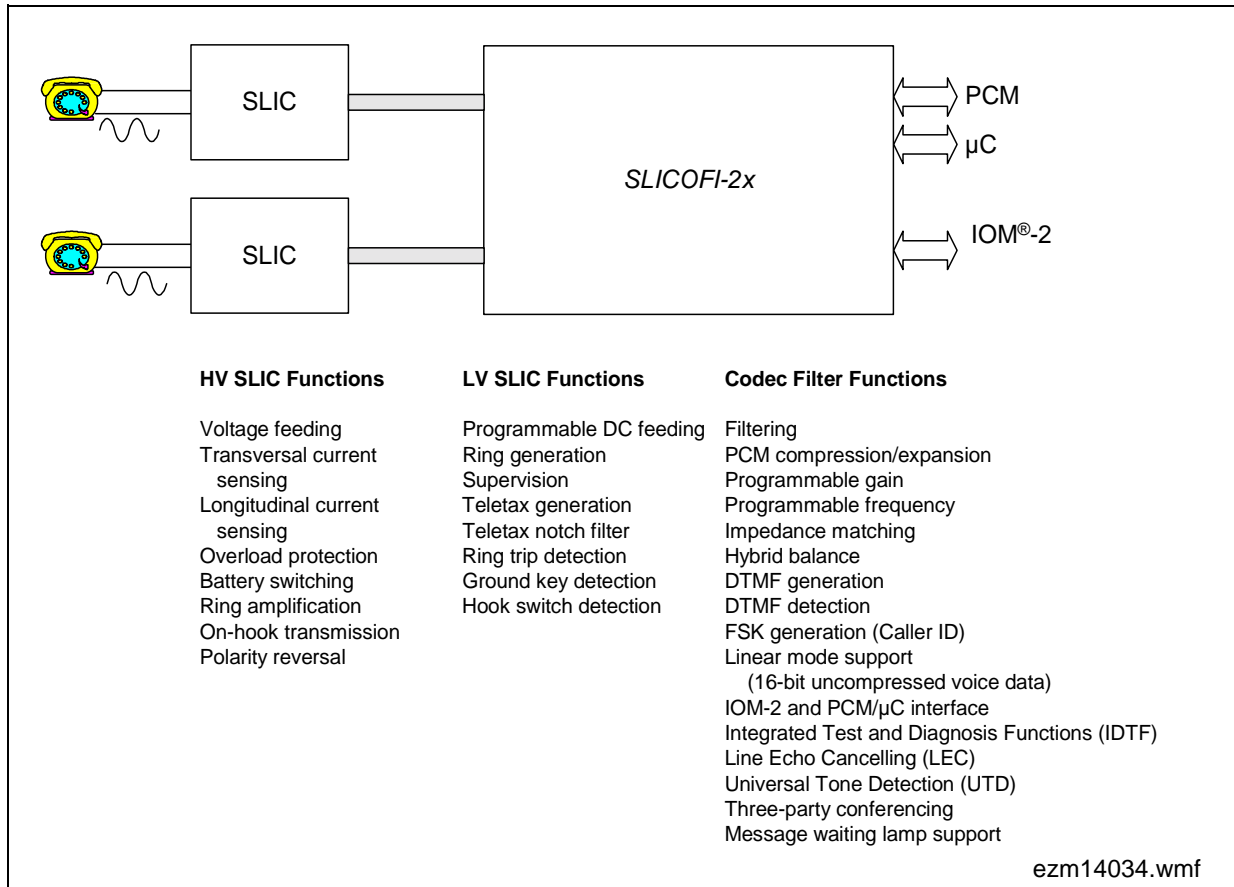 SLIC
PCM
µC
SLICOFI-2x
SLIC
IOM®-2
HV SLIC Functions
Voltage feeding
Transversal current
sensing
Longitudinal current
sensing
Overload protection
Battery switching
Ring amplification
On-hook transmission
Polarity reversal
LV SLIC Functions
Programmable DC feeding
Ring generation
Supervision
Teletax generation
Teletax notch filter
Ring trip detection
Ground key detection
Hook switch detection
Codec Filter Functions
Filtering
PCM compression/expansion
Programmable gain
Programmable frequency
Impedance matching
Hybrid balance
DTMF generation
DTMF detection
FSK generation (Caller ID)
Linear mode support
(16-bit uncompressed voice data)
IOM-2 and PCM/µC interface
Integrated Test and Diagnosis Functions (IDTF)
Line Echo Cancelling (LEC)
Universal Tone Detection (UTD)
Three-party conferencing
Message waiting lamp support
ezm14034.wmf